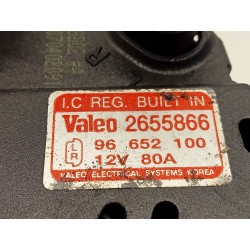 I.C REG. BUILT IN
Valeo 2655866
96 652 100
12V 80A
VALEO ELECTRICAL SYSTEMS KOREA